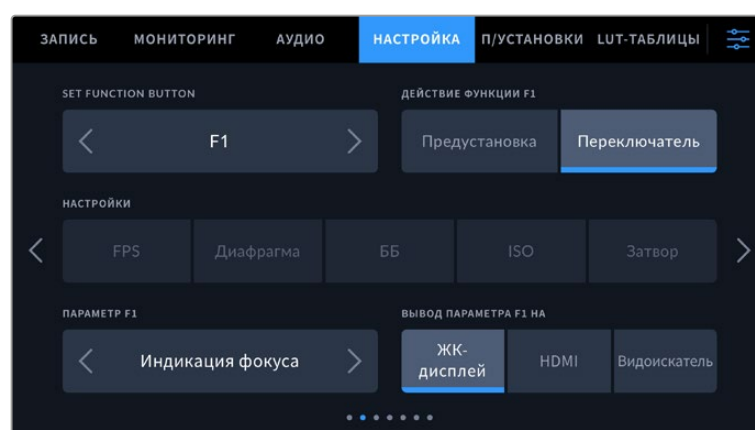 ЗАПИСЬ МОНИТОРИНГ АУДИО НАСТРОЙКА П/УСТАНОВКИ LUT-ТАБЛИЦЫ
SET FUNCTION BUTTON ДЕЙСТВИЕ ФУНКЦИИ F1
F1 Предустановка Переключатель
НАСТРОЙКИ
FPS Диафрагма ББ ISO Затвор
ПАРАМЕТР F1 ВЫВОД ПАРАМЕТРА F1 НА
Индикация фокуса ЖК-
дисплей HDMI Видоискатель